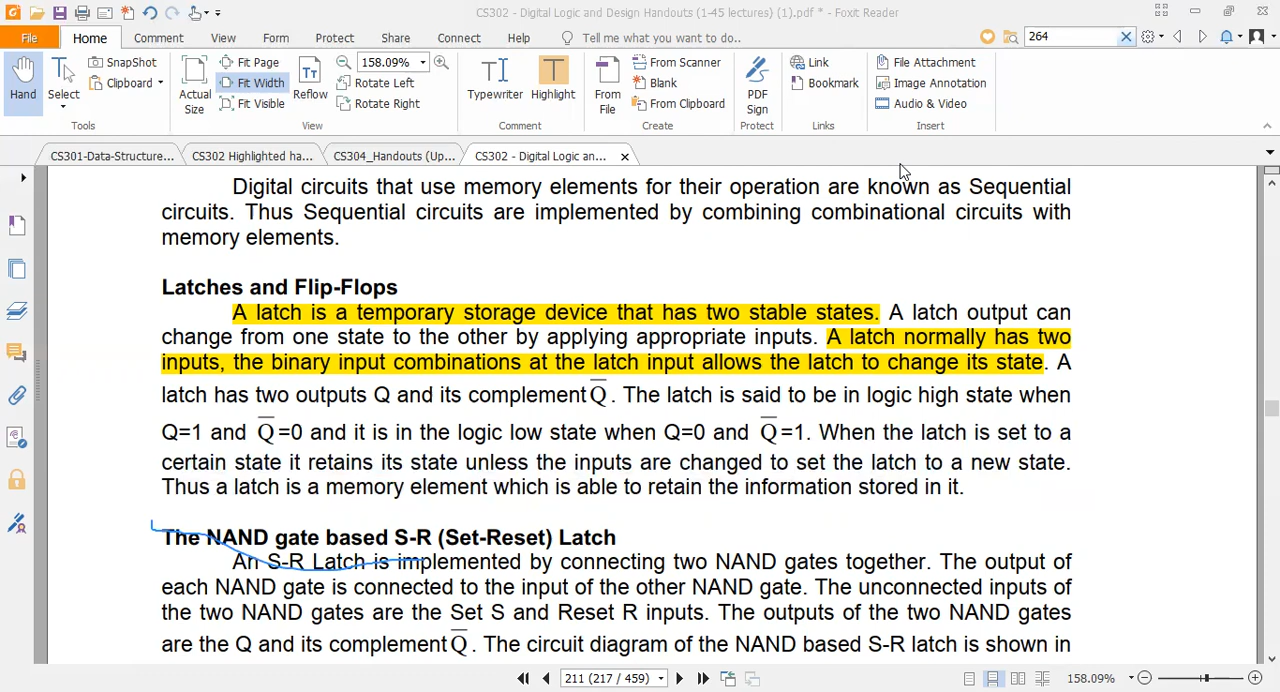 CS302 - Digital Logic and Design Handouts (1-45 lectures) (1).pdf * - Foxit Reader
File Home Comment View Form Protect Share Connect Help Tell me what you want to do.. 264
Hand
Select
SnapShot
Clipboard
Tools
Actual Size
Fit Page
Fit Width
Fit Visible
Reflow
158.09%
Rotate Left
Rotate Right
View
Typewriter
Highlight
Comment
From File
From Scanner
Blank
From Clipboard
Create
PDF Sign
Protect
Link
Bookmark
Links
File Attachment
Image Annotation
Audio & Video
Insert
CS301-Data-Structure... CS302 Highlighted ha... CS304_Handouts (Up... CS302 - Digital Logic an...
Digital circuits that use memory elements for their operation are known as Sequential
circuits. Thus Sequential circuits are implemented by combining combinational circuits with
memory elements.
Latches and Flip-Flops
A latch is a temporary storage device that has two stable states. A latch output can
change from one state to the other by applying appropriate inputs. A latch normally has two
inputs, the binary input combinations at the latch input allows the latch to change its state. A
latch has two outputs Q and its complement Q̅. The latch is said to be in logic high state when
Q=1 and Q̅=0 and it is in the logic low state when Q=0 and Q̅=1. When the latch is set to a
certain state it retains its state unless the inputs are changed to set the latch to a new state.
Thus a latch is a memory element which is able to retain the information stored in it.
The NAND gate based S-R (Set-Reset) Latch
An S-R Latch is implemented by connecting two NAND gates together. The output of
each NAND gate is connected to the input of the other NAND gate. The unconnected inputs of
the two NAND gates are the Set S and Reset R inputs. The outputs of the two NAND gates
are the Q and its complement Q̅. The circuit diagram of the NAND based S-R latch is shown in
211 (217 / 459) 158.09%